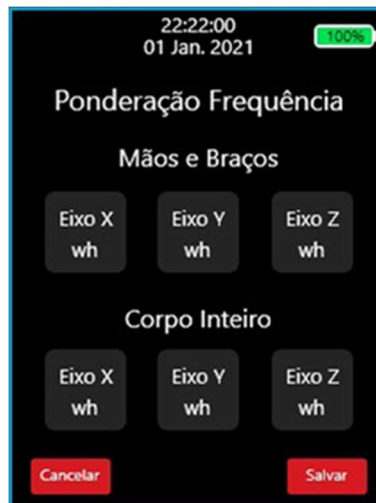 22:22:00
01 Jan. 2021
100%
Ponderação Frequência
Mãos e Braços
Eixo X Eixo Y Eixo Z
wh wh wh
Corpo Inteiro
Eixo X Eixo Y Eixo Z
wh wh wh
Cancelar Salvar